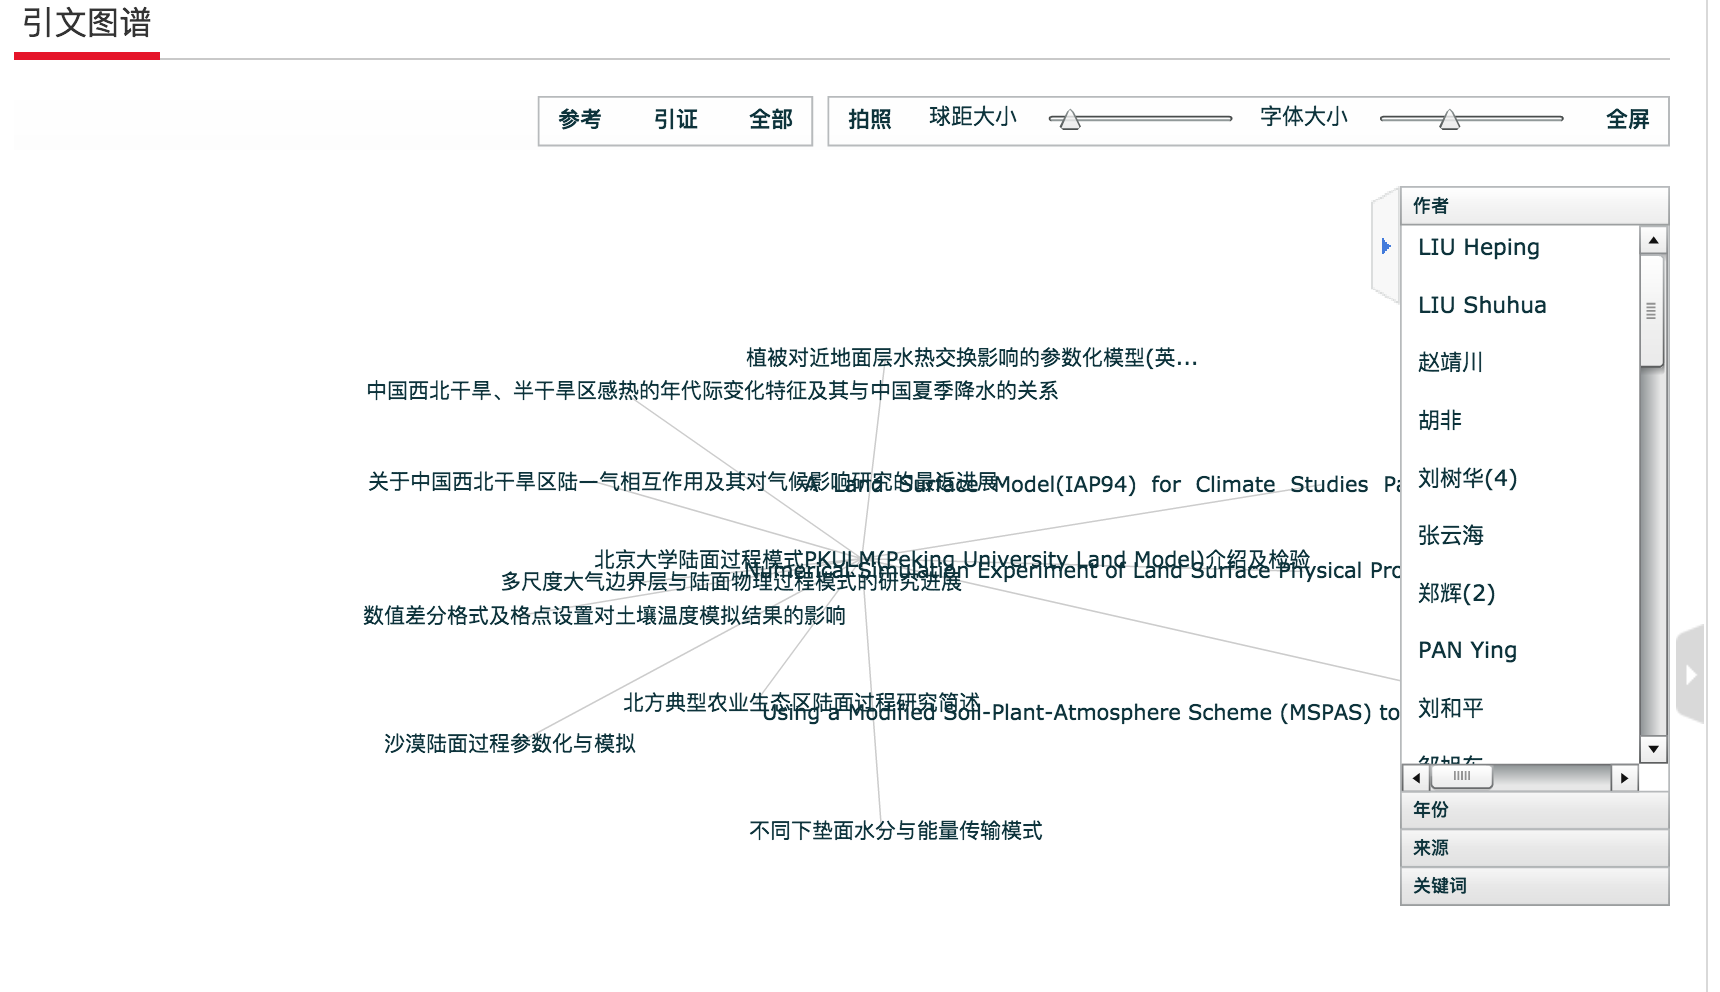 引文图谱
参考 引证 全部 拍照 球距大小 字体大小 全屏
作者
LIU Heping
LIU Shuhua
赵靖川
胡非
刘树华(4)
张云海
郑辉(2)
PAN Ying
刘和平
年份
来源
关键词
植被对近地面层水热交换影响的参数化模型(英...
中国西北干旱、半干旱区感热的年代际变化特征及其与中国夏季降水的关系
关于中国西北干旱区陆—气相互作用及其对气候影响研究的最近进展
A Land Surface Model(IAP94) for Climate Studies Pa
北京大学陆面过程模式PKULM(Peking University Land Model)介绍及检验
Numerical Simulation Experiment of Land Surface Physical Pro
多尺度大气边界层与陆面物理过程模式的研究进展
数值差分格式及格点设置对土壤温度模拟结果的影响
北方典型农业生态区陆面过程研究简述
Using a Modified Soil-Plant-Atmosphere Scheme (MSPAS) to
沙漠陆面过程参数化与模拟
不同下垫面水分与能量传输模式